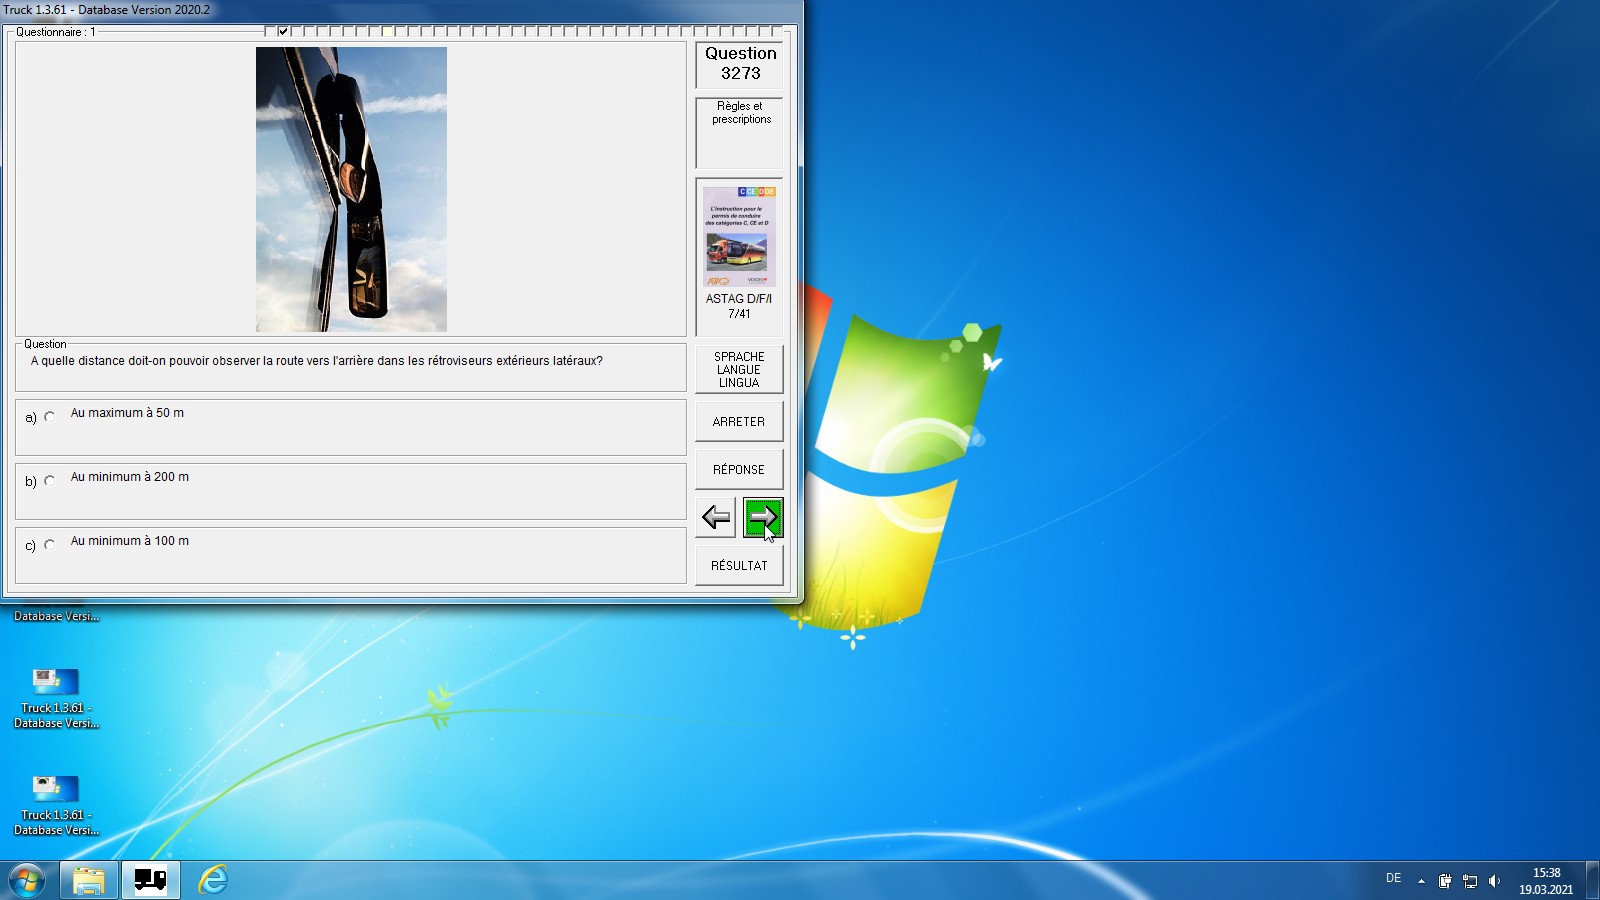 Truck 1.3.61 - Database Version 2020.2
Questionnaire : 1
Question
3273
Règles et
prescriptions
C CE D DE
L'instruction pour le
permis de conduire
des catégories C, CE et D
ASTAG D/F/I
7/41
Question
A quelle distance doit-on pouvoir observer la route vers l'arrière dans les rétroviseurs extérieurs latéraux?
a) Au maximum à 50 m
b) Au minimum à 200 m
c) Au minimum à 100 m
SPRACHE
LANGUE
LINGUA
ARRETER
RÉPONSE
RÉSULTAT
Database Versi...
Truck 1.3.61 -
Database Versi...
Truck 1.3.61 -
Database Versi...
DE
15:38
19.03.2021